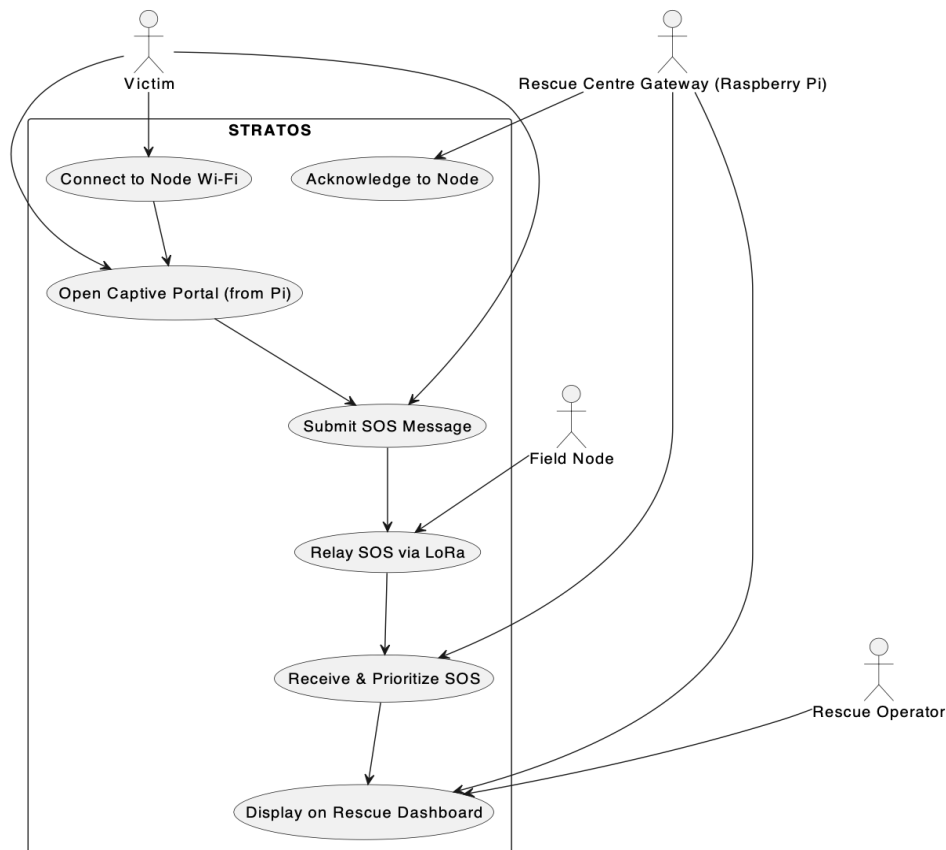 Victim
Rescue Centre Gateway (Raspberry Pi)
STRATOS
Connect to Node Wi-Fi
Acknowledge to Node
Open Captive Portal (from Pi)
Submit SOS Message
Field Node
Relay SOS via LoRa
Receive & Prioritize SOS
Rescue Operator
Display on Rescue Dashboard